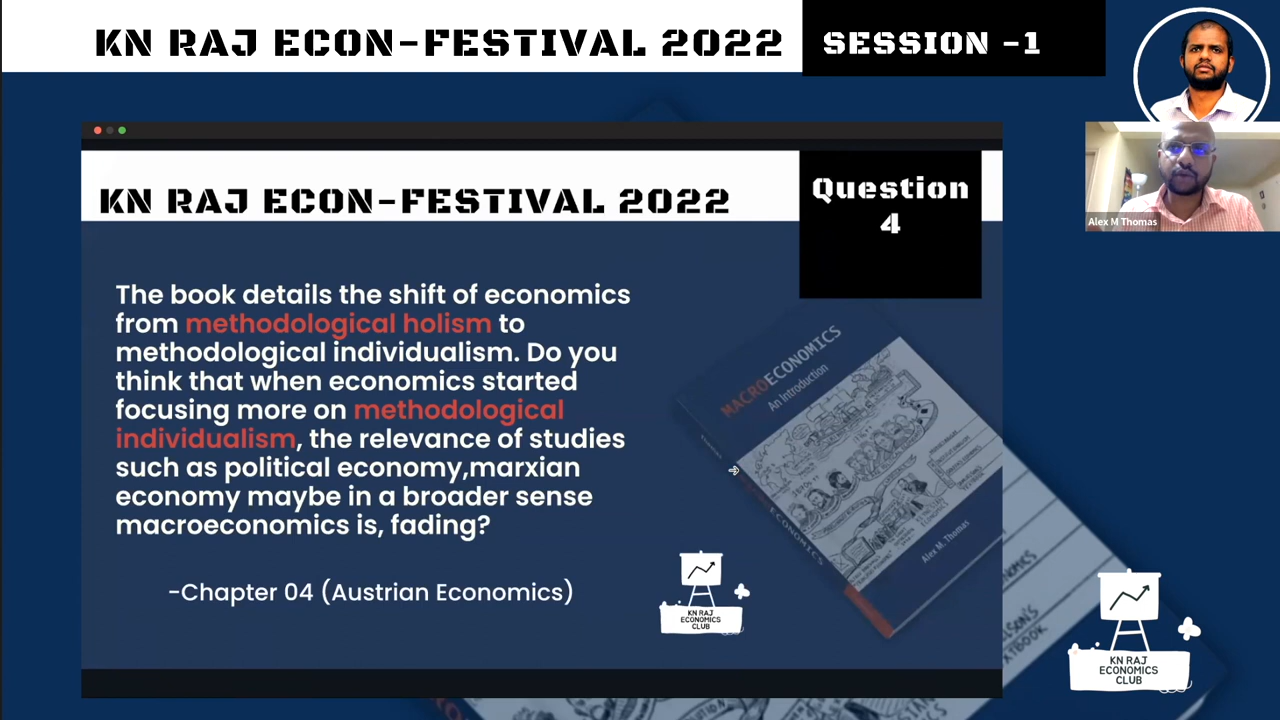 KN RAJ ECON-FESTIVAL 2022
SESSION -1
Alex M Thomas
KN RAJ ECON-FESTIVAL 2022
Question
4
The book details the shift of economics
from methodological holism to
methodological individualism. Do you
think that when economics started
focusing more on methodological
individualism, the relevance of studies
such as political economy,marxian
economy maybe in a broader sense
macroeconomics is, fading?
-Chapter 04 (Austrian Economics)
MACROECONOMICS
An Introduction
Alex M. Thomas
KN RAJ
ECONOMICS
CLUB
KN RAJ
ECONOMICS
CLUB